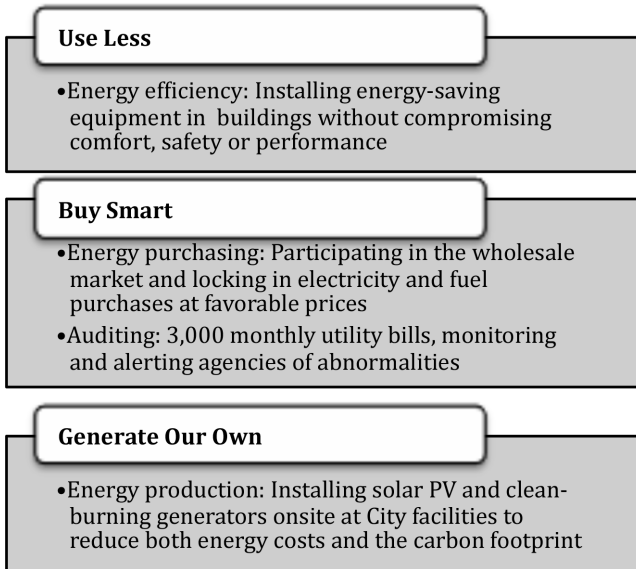 Use Less
•Energy efficiency: Installing energy-saving
equipment in  buildings without compromising
comfort, safety or performance
Buy Smart
•Energy purchasing: Participating in the wholesale
market and locking in electricity and fuel
purchases at favorable prices
•Auditing: 3,000 monthly utility bills, monitoring
and alerting agencies of abnormalities
Generate Our Own
•Energy production: Installing solar PV and clean-
burning generators onsite at City facilities to
reduce both energy costs and the carbon footprint